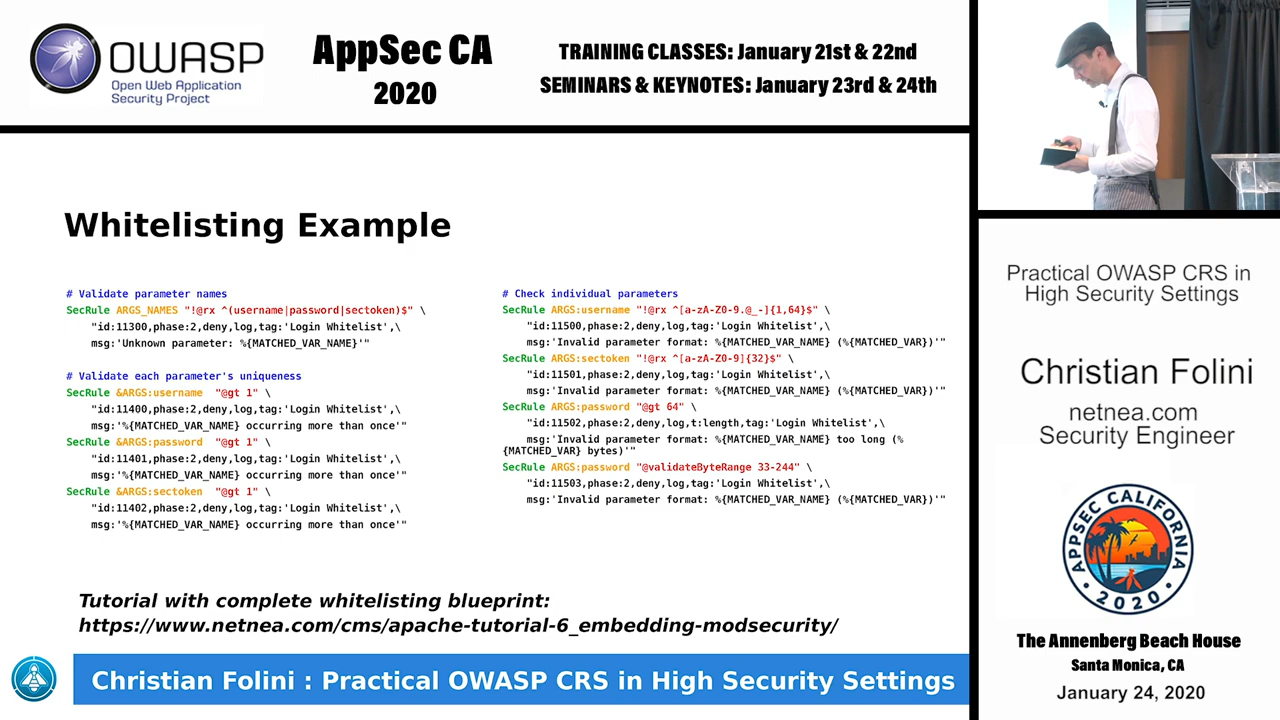 OWASP
Open Web Application
Security Project
AppSec CA
2020
TRAINING CLASSES: January 21st & 22nd
SEMINARS & KEYNOTES: January 23rd & 24th
Whitelisting Example
# Validate parameter names
SecRule ARGS_NAMES "!@rx ^(username|password|sectoken)$" \
"id:11300,phase:2,deny,log,tag:'Login Whitelist',\
msg:'Unknown parameter: %{MATCHED_VAR_NAME}'"
# Validate each parameter's uniqueness
SecRule &ARGS:username "@gt 1" \
"id:11400,phase:2,deny,log,tag:'Login Whitelist',\
msg:'%{MATCHED_VAR_NAME} occurring more than once'"
SecRule &ARGS:password "@gt 1" \
"id:11401,phase:2,deny,log,tag:'Login Whitelist',\
msg:'%{MATCHED_VAR_NAME} occurring more than once'"
SecRule &ARGS:sectoken "@gt 1" \
"id:11402,phase:2,deny,log,tag:'Login Whitelist',\
msg:'%{MATCHED_VAR_NAME} occurring more than once'"
# Check individual parameters
SecRule ARGS:username "!@rx ^[a-zA-Z0-9.@_-]{1,64}$" \
"id:11500,phase:2,deny,log,tag:'Login Whitelist',\
msg:'Invalid parameter format: %{MATCHED_VAR_NAME} (%{MATCHED_VAR})'"
SecRule ARGS:sectoken "!@rx ^[a-zA-Z0-9]{32}$" \
"id:11501,phase:2,deny,log,tag:'Login Whitelist',\
msg:'Invalid parameter format: %{MATCHED_VAR_NAME} (%{MATCHED_VAR})'"
SecRule ARGS:password "@gt 64" \
"id:11502,phase:2,deny,log,t:length,tag:'Login Whitelist',\
msg:'Invalid parameter format: %{MATCHED_VAR_NAME} too long (%
{MATCHED_VAR} bytes)'"
SecRule ARGS:password "@validateByteRange 33-244" \
"id:11503,phase:2,deny,log,tag:'Login Whitelist',\
msg:'Invalid parameter format: %{MATCHED_VAR_NAME} (%{MATCHED_VAR})'"
Tutorial with complete whitelisting blueprint:
https://www.netnea.com/cms/apache-tutorial-6_embedding-modsecurity/
Christian Folini : Practical OWASP CRS in High Security Settings
Practical OWASP CRS in
High Security Settings
Christian Folini
netnea.com
Security Engineer
APPSEC CALIFORNIA
2020
The Annenberg Beach House
Santa Monica, CA
January 24, 2020